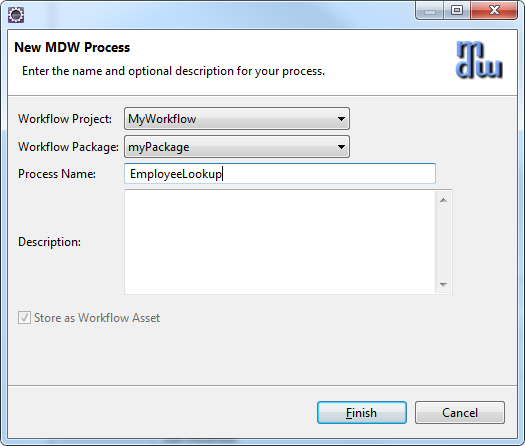 New MDW Process
Enter the name and optional description for your process.
mdw
Workflow Project: MyWorkflow
Workflow Package: myPackage
Process Name: EmployeeLookup
Description:
Store as Workflow Asset
Finish Cancel